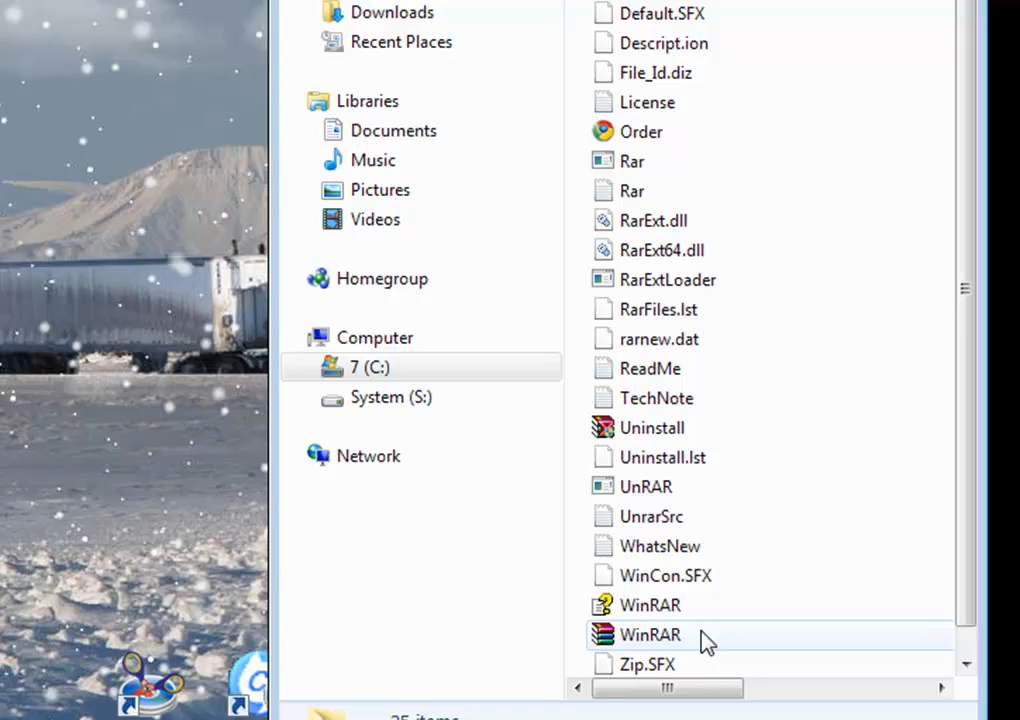 Downloads
Recent Places
Libraries
Documents
Music
Pictures
Videos
Homegroup
Computer
7 (C:)
System (S:)
Network
Default.SFX
Descript.ion
File_Id.diz
License
Order
Rar
Rar
RarExt.dll
RarExt64.dll
RarExtLoader
RarFiles.lst
rarnew.dat
ReadMe
TechNote
Uninstall
Uninstall.lst
UnRAR
UnrarSrc
WhatsNew
WinCon.SFX
WinRAR
WinRAR
Zip.SFX
25 items